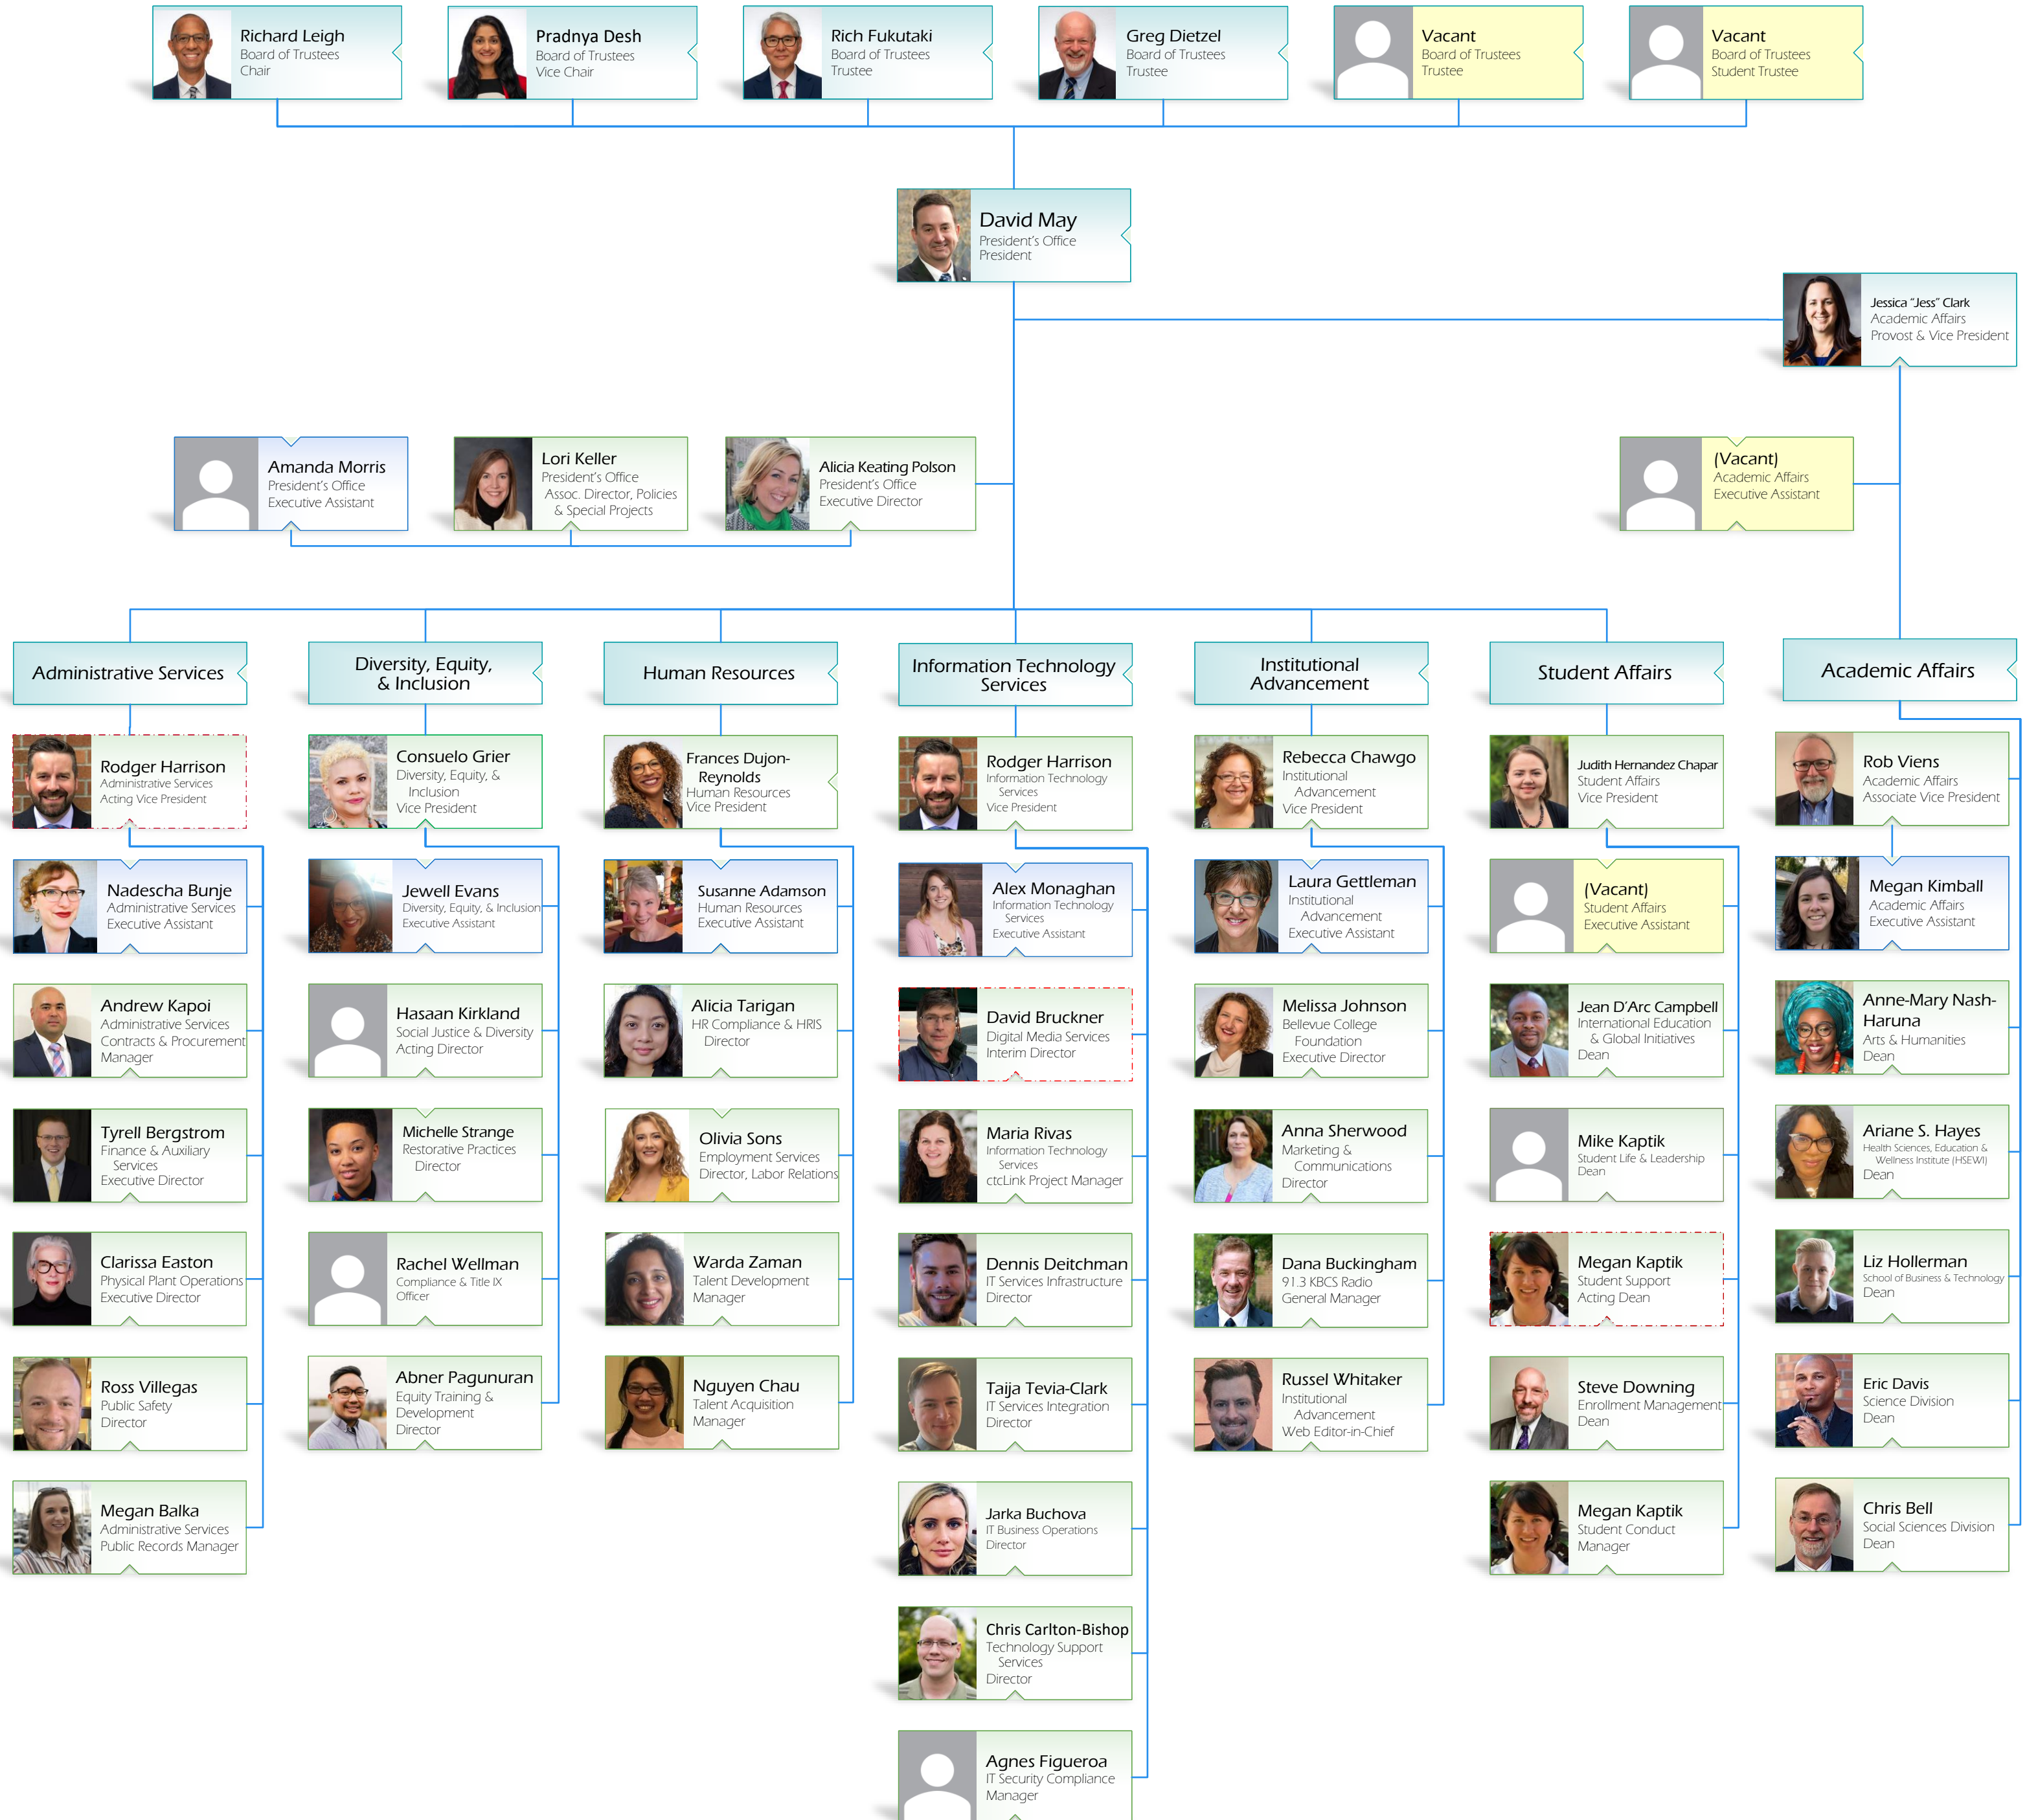 Richard Leigh
Board of Trustees
Chair
Pradnya Desh
Board of Trustees
Vice Chair
Rich Fukutaki
Board of Trustees
Trustee
Greg Dietzel
Board of Trustees
Trustee
Vacant
Board of Trustees
Trustee
Vacant
Board of Trustees
Student Trustee
David May
President's Office
President
Jessica "Jess" Clark
Academic Affairs
Provost & Vice President
Amanda Morris
President's Office
Executive Assistant
Lori Keller
President's Office
Assoc. Director, Policies
& Special Projects
Alicia Keating Polson
President's Office
Executive Director
(Vacant)
Academic Affairs
Executive Assistant
Administrative Services
Rodger Harrison
Administrative Services
Acting Vice President
Nadescha Bunje
Administrative Services
Executive Assistant
Andrew Kapoi
Administrative Services
Contracts & Procurement
Manager
Tyrell Bergstrom
Finance & Auxiliary
Services
Executive Director
Clarissa Easton
Physical Plant Operations
Executive Director
Ross Villegas
Public Safety
Director
Megan Balka
Administrative Services
Public Records Manager
Diversity, Equity,
& Inclusion
Consuelo Grier
Diversity, Equity, &
Inclusion
Vice President
Jewell Evans
Diversity, Equity, & Inclusion
Executive Assistant
Hasaan Kirkland
Social Justice & Diversity
Acting Director
Michelle Strange
Restorative Practices
Director
Rachel Wellman
Compliance & Title IX
Officer
Abner Pagunuran
Equity Training &
Development
Director
Human Resources
Frances Dujon-
Reynolds
Human Resources
Vice President
Susanne Adamson
Human Resources
Executive Assistant
Alicia Tarigan
HR Compliance & HRIS
Director
Olivia Sons
Employment Services
Director, Labor Relations
Warda Zaman
Talent Development
Manager
Nguyen Chau
Talent Acquisition
Manager
Information Technology
Services
Rodger Harrison
Information Technology
Services
Vice President
Alex Monaghan
Information Technology
Services
Executive Assistant
David Bruckner
Digital Media Services
Interim Director
Maria Rivas
Information Technology
Services
ctcLink Project Manager
Dennis Deitchman
IT Services Infrastructure
Director
Taija Tevia-Clark
IT Services Integration
Director
Jarka Buchova
IT Business Operations
Director
Chris Carlton-Bishop
Technology Support
Services
Director
Agnes Figueroa
IT Security Compliance
Manager
Institutional
Advancement
Rebecca Chawgo
Institutional
Advancement
Vice President
Laura Gettleman
Institutional
Advancement
Executive Assistant
Melissa Johnson
Bellevue College
Foundation
Executive Director
Anna Sherwood
Marketing &
Communications
Director
Dana Buckingham
91.3 KBCS Radio
General Manager
Russel Whitaker
Institutional
Advancement
Web Editor-in-Chief
Student Affairs
Judith Hernandez Chapar
Student Affairs
Vice President
(Vacant)
Student Affairs
Executive Assistant
Jean D'Arc Campbell
International Education
& Global Initiatives
Dean
Mike Kaptik
Student Life & Leadership
Dean
Megan Kaptik
Student Support
Acting Dean
Steve Downing
Enrollment Management
Dean
Megan Kaptik
Student Conduct
Manager
Academic Affairs
Rob Viens
Academic Affairs
Associate Vice President
Megan Kimball
Academic Affairs
Executive Assistant
Anne-Mary Nash-
Haruna
Arts & Humanities
Dean
Ariane S. Hayes
Health Sciences, Education &
Wellness Institute (HSEWI)
Dean
Liz Hollerman
School of Business & Technology
Dean
Eric Davis
Science Division
Dean
Chris Bell
Social Sciences Division
Dean